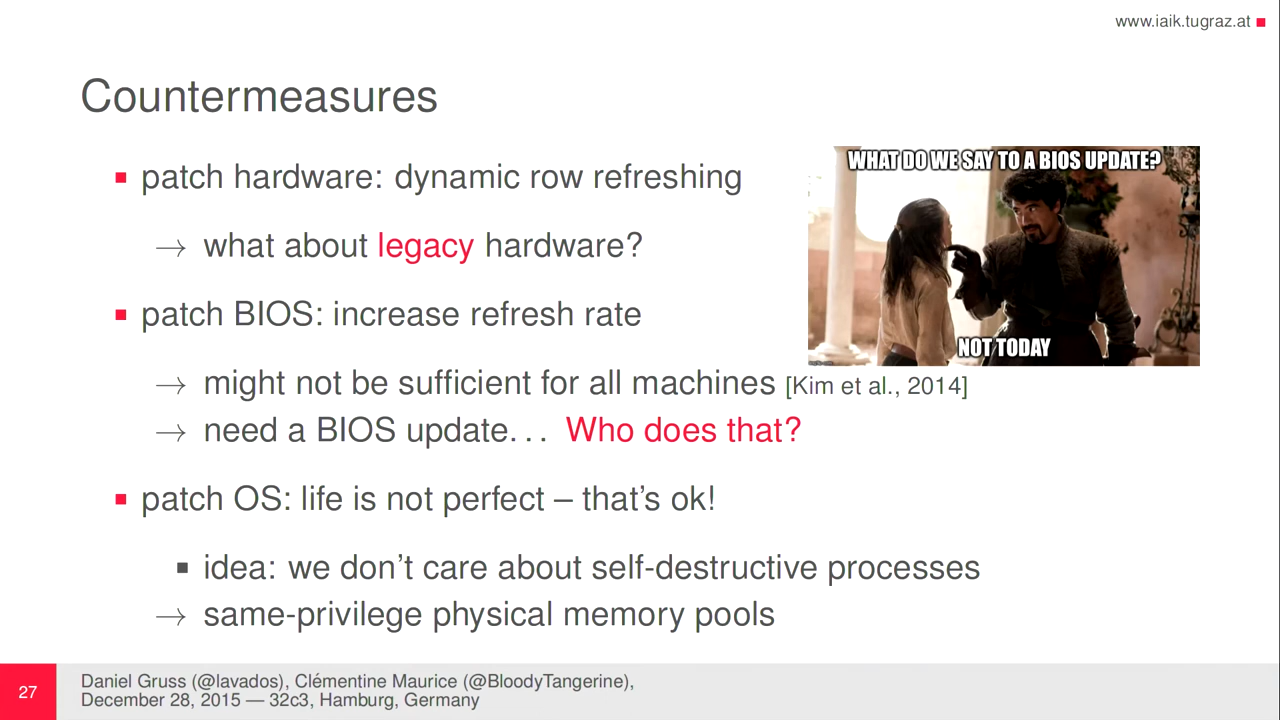 www.iaik.tugraz.at
Countermeasures
patch hardware: dynamic row refreshing
→ what about legacy hardware?
patch BIOS: increase refresh rate
→ might not be sufficient for all machines [Kim et al., 2014]
→ need a BIOS update... Who does that?
patch OS: life is not perfect – that's ok!
idea: we don't care about self-destructive processes
→ same-privilege physical memory pools
WHAT DO WE SAY TO A BIOS UPDATE?
NOT TODAY
27
Daniel Gruss (@lavados), Clémentine Maurice (@BloodyTangerine),
December 28, 2015 — 32c3, Hamburg, Germany